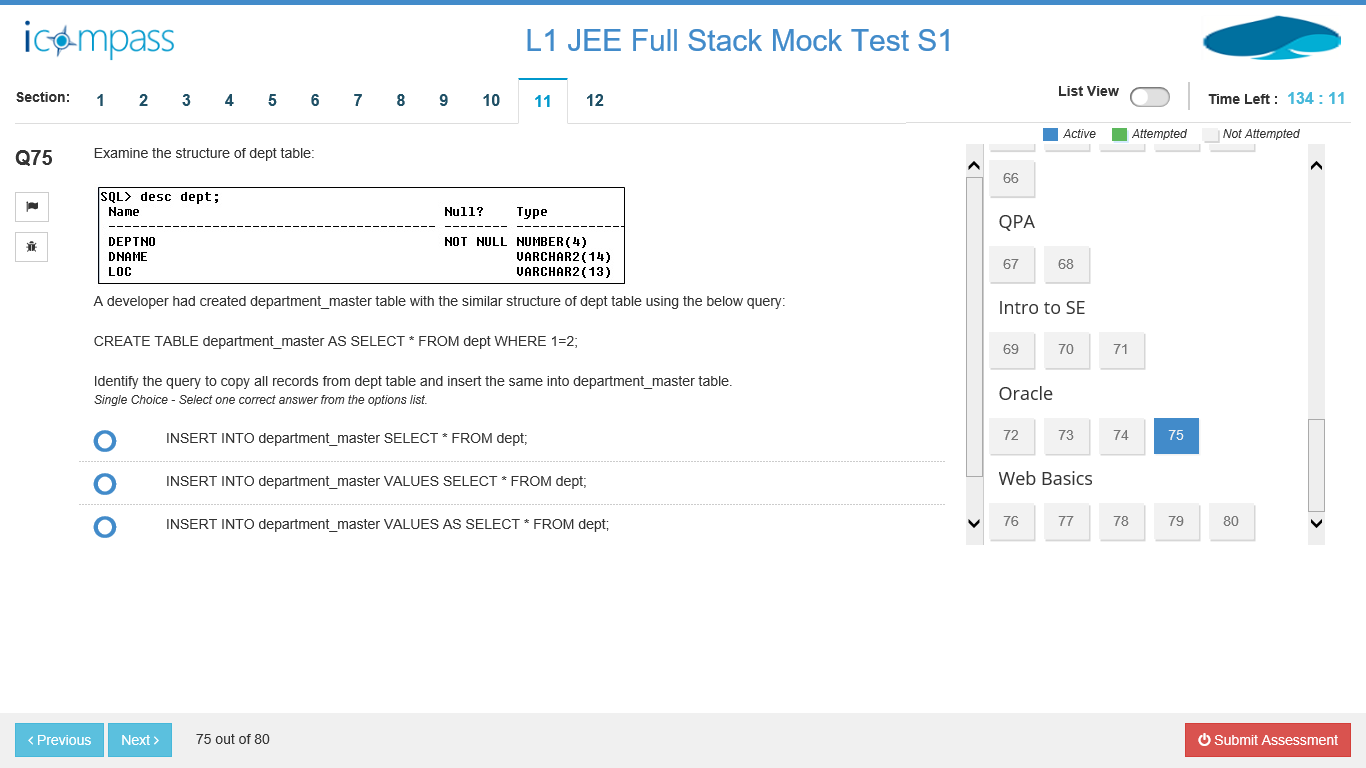 icompass
L1 JEE Full Stack Mock Test S1
Section: 1 2 3 4 5 6 7 8 9 10 11 12
List View
Time Left : 134 : 11
Active Attempted Not Attempted
Q75
Examine the structure of dept table:
SQL> desc dept;
Name Null? Type
----------------------------------------- -------- --------------
DEPTNO NOT NULL NUMBER(4)
DNAME VARCHAR2(14)
LOC VARCHAR2(13)
A developer had created department_master table with the similar structure of dept table using the below query:
CREATE TABLE department_master AS SELECT * FROM dept WHERE 1=2;
Identify the query to copy all records from dept table and insert the same into department_master table.
Single Choice - Select one correct answer from the options list.
INSERT INTO department_master SELECT * FROM dept;
INSERT INTO department_master VALUES SELECT * FROM dept;
INSERT INTO department_master VALUES AS SELECT * FROM dept;
66
QPA
67 68
Intro to SE
69 70 71
Oracle
72 73 74 75
Web Basics
76 77 78 79 80
< Previous Next > 75 out of 80
Submit Assessment